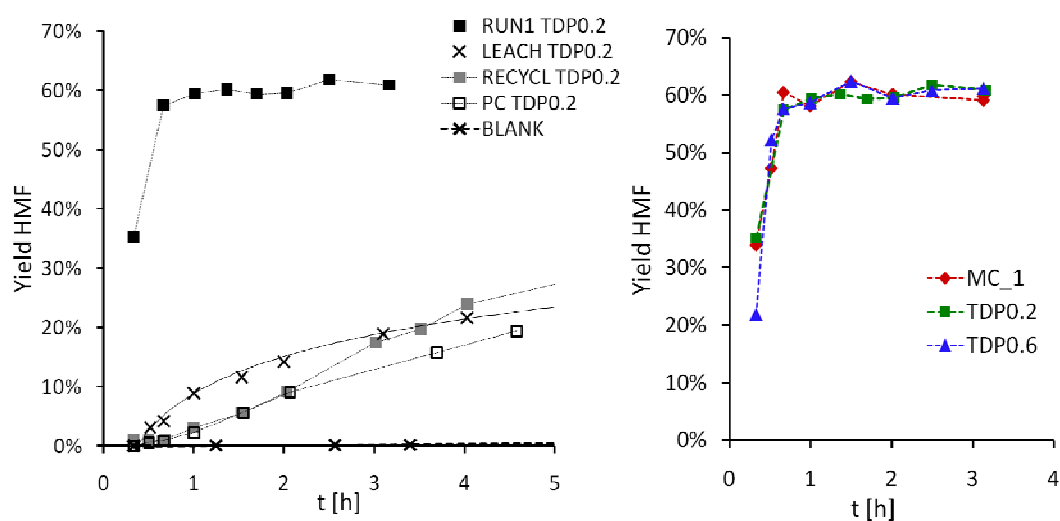 RUN1 TDP0.2
LEACH TDP0.2
RECYCL TDP0.2
PC TDP0.2
BLANK
70%
60%
50%
40%
30%
20%
10%
0%
Yield HMF
0 1 2 3 4 5
t [h]
70%
60%
50%
40%
30%
20%
10%
0%
Yield HMF
MC_1
TDP0.2
TDP0.6
0 1 2 3 4
t [h]